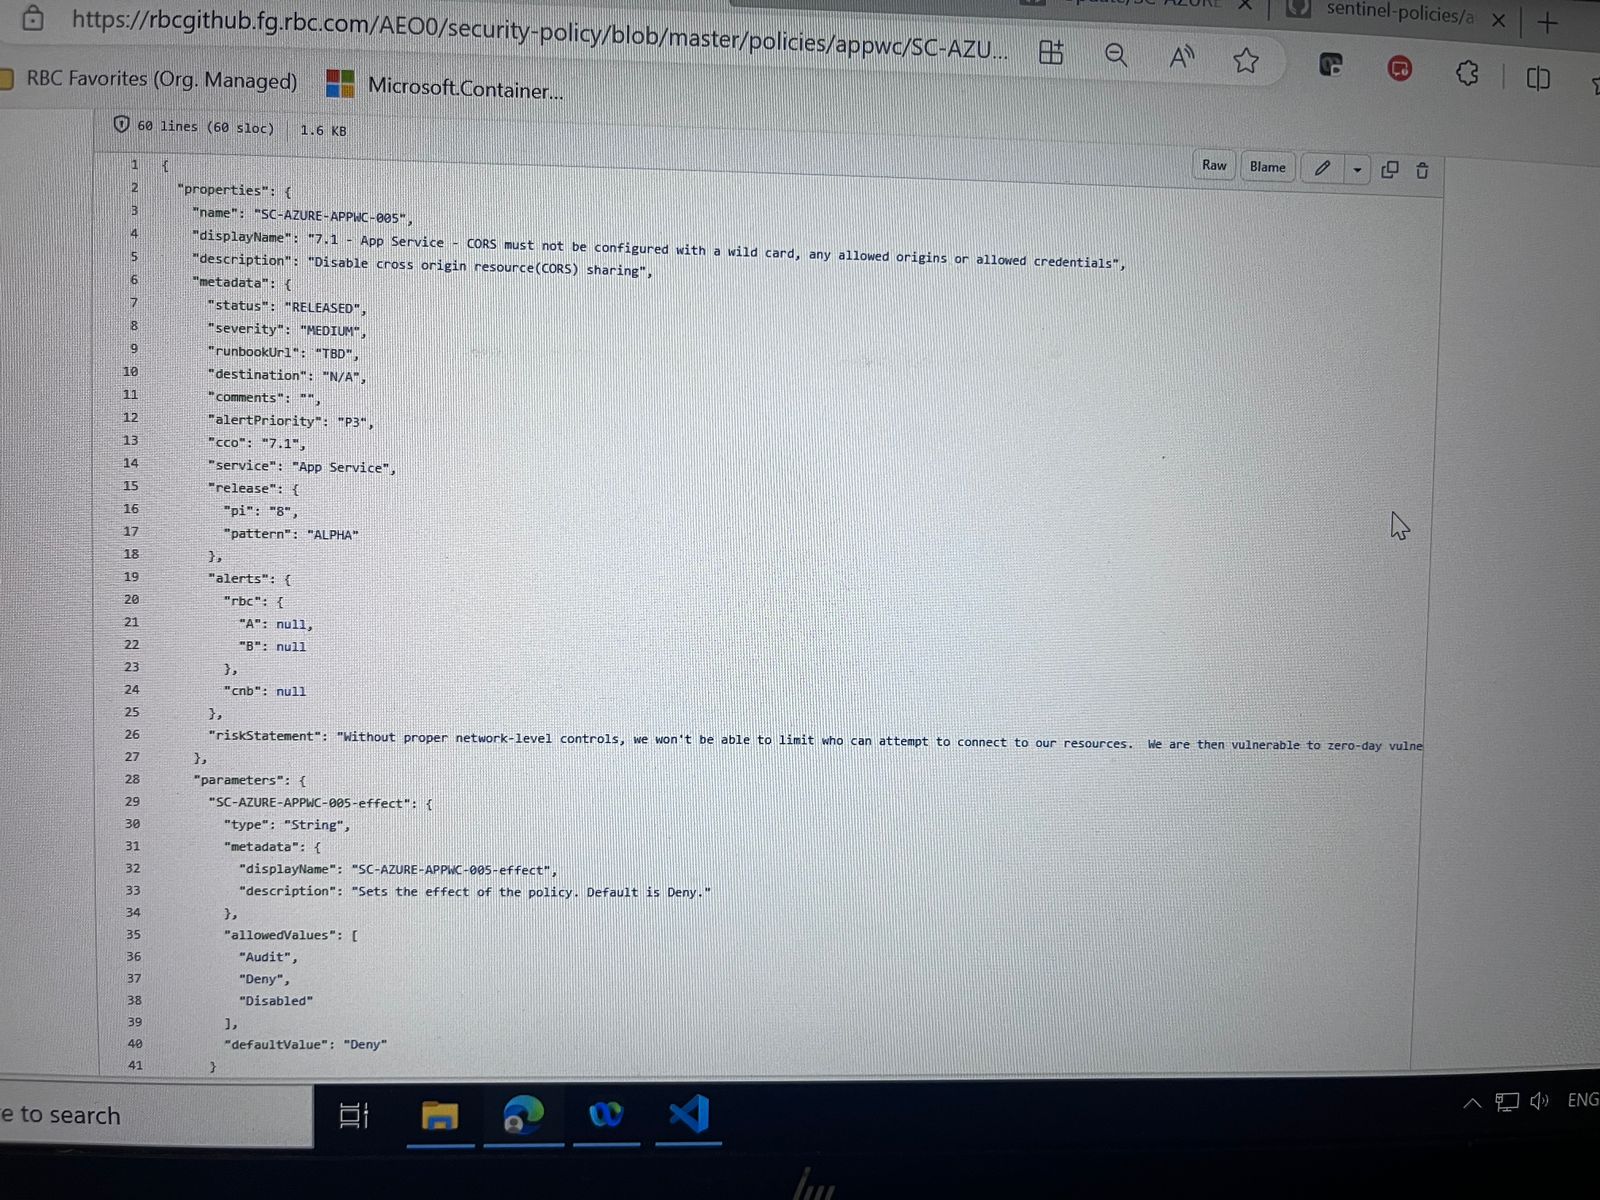 sentinel-policies/a
https://rbcgithub.fg.rbc.com/AEO0/security-policy/blob/master/policies/appwc/SC-AZU...
RBC Favorites (Org. Managed) Microsoft.Container...
60 lines (60 sloc) 1.6 KB
Raw Blame
1 {
2 "properties": {
3 "name": "SC-AZURE-APPWC-005",
4 "displayName": "7.1 - App Service - CORS must not be configured with a wild card, any allowed origins or allowed credentials",
5 "description": "Disable cross origin resource(CORS) sharing",
6 "metadata": {
7 "status": "RELEASED",
8 "severity": "MEDIUM",
9 "runbookUrl": "TBD",
10 "destination": "N/A",
11 "comments": "",
12 "alertPriority": "P3",
13 "cco": "7.1",
14 "service": "App Service",
15 "release": {
16 "pi": "8",
17 "pattern": "ALPHA"
18 },
19 "alerts": {
20 "rbc": {
21 "A": null,
22 "B": null
23 },
24 "cnb": null
25 },
26 "riskStatement": "Without proper network-level controls, we won't be able to limit who can attempt to connect to our resources.  We are then vulnerable to zero-day vulne
27 },
28 "parameters": {
29 "SC-AZURE-APPWC-005-effect": {
30 "type": "String",
31 "metadata": {
32 "displayName": "SC-AZURE-APPWC-005-effect",
33 "description": "Sets the effect of the policy. Default is Deny."
34 },
35 "allowedValues": [
36 "Audit",
37 "Deny",
38 "Disabled"
39 ],
40 "defaultValue": "Deny"
41 }
e to search
ENG
hp